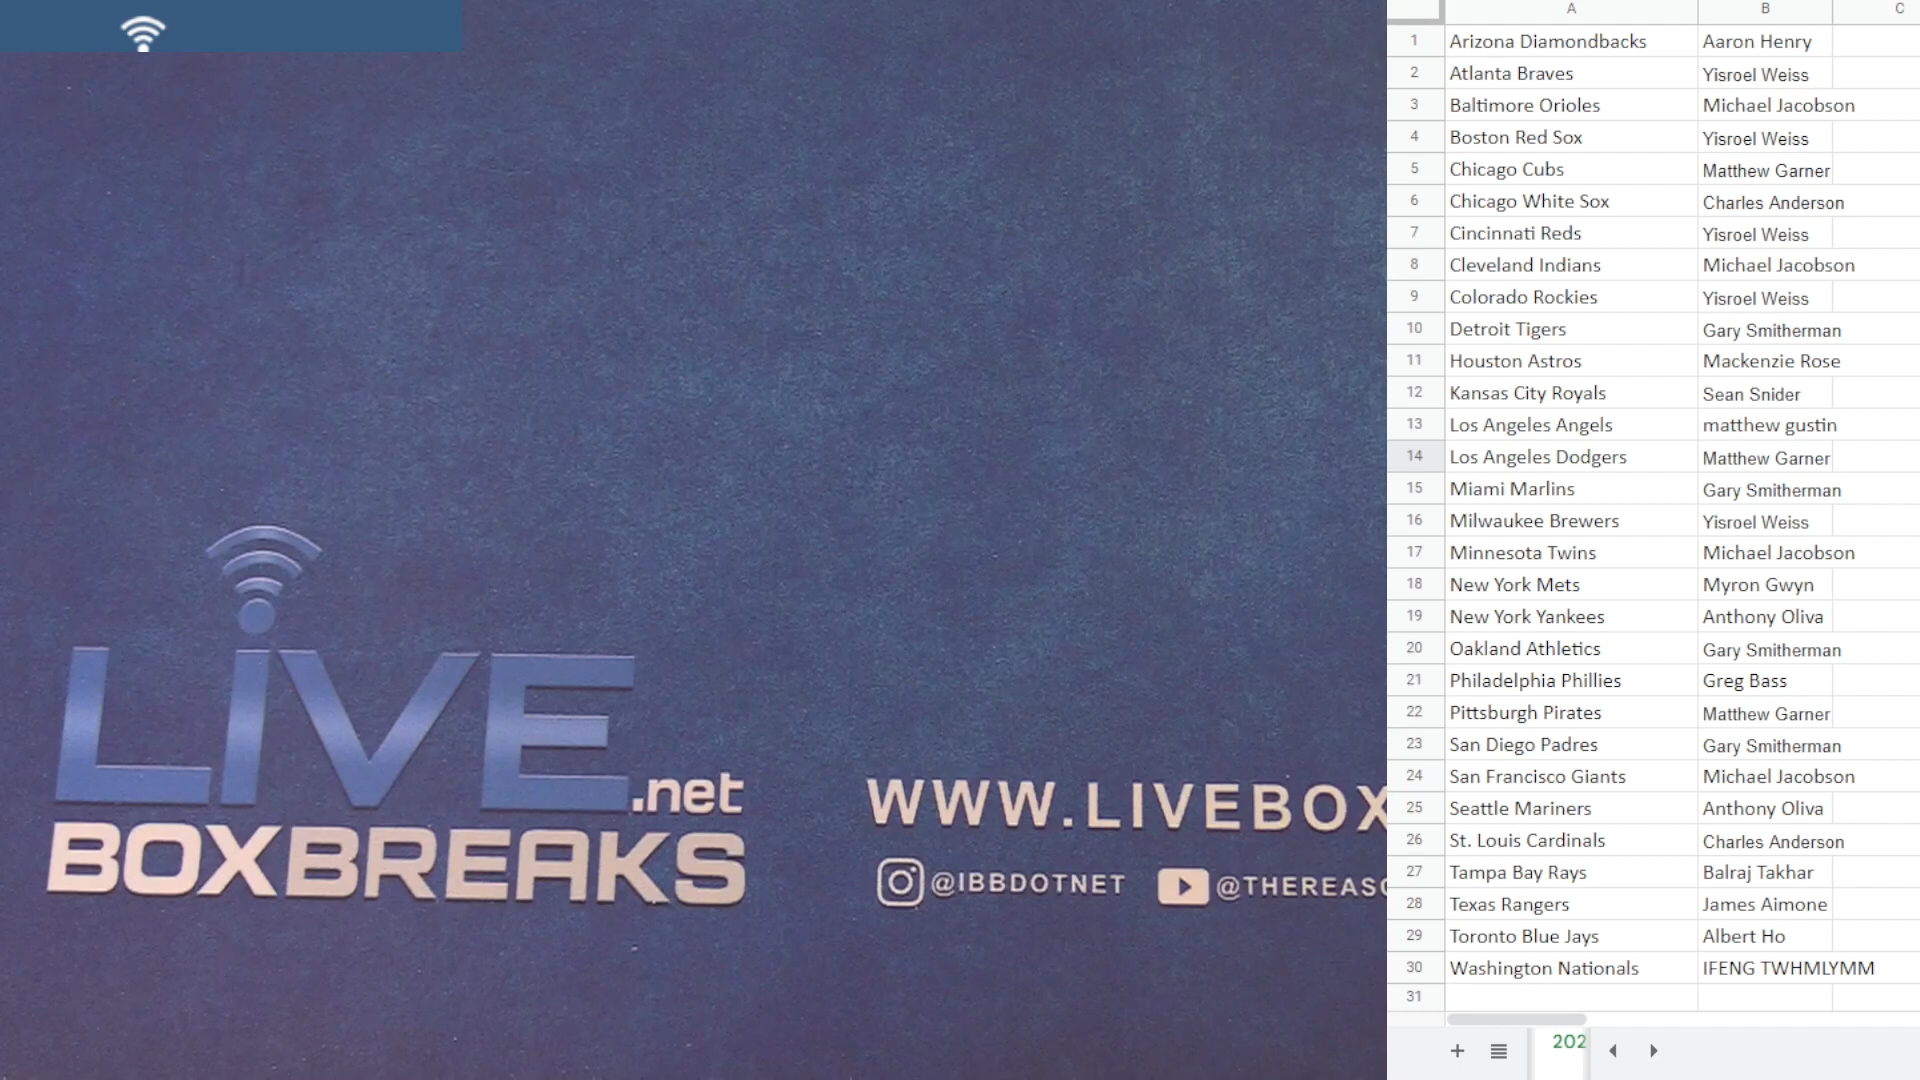 LIVE
.net
BOXBREAKS
WWW.LIVEBOX
@IBBDOTNET
@THEREASO
A B C
1 Arizona Diamondbacks Aaron Henry
2 Atlanta Braves Yisroel Weiss
3 Baltimore Orioles Michael Jacobson
4 Boston Red Sox Yisroel Weiss
5 Chicago Cubs Matthew Garner
6 Chicago White Sox Charles Anderson
7 Cincinnati Reds Yisroel Weiss
8 Cleveland Indians Michael Jacobson
9 Colorado Rockies Yisroel Weiss
10 Detroit Tigers Gary Smitherman
11 Houston Astros Mackenzie Rose
12 Kansas City Royals Sean Snider
13 Los Angeles Angels matthew gustin
14 Los Angeles Dodgers Matthew Garner
15 Miami Marlins Gary Smitherman
16 Milwaukee Brewers Yisroel Weiss
17 Minnesota Twins Michael Jacobson
18 New York Mets Myron Gwyn
19 New York Yankees Anthony Oliva
20 Oakland Athletics Gary Smitherman
21 Philadelphia Phillies Greg Bass
22 Pittsburgh Pirates Matthew Garner
23 San Diego Padres Gary Smitherman
24 San Francisco Giants Michael Jacobson
25 Seattle Mariners Anthony Oliva
26 St. Louis Cardinals Charles Anderson
27 Tampa Bay Rays Balraj Takhar
28 Texas Rangers James Aimone
29 Toronto Blue Jays Albert Ho
30 Washington Nationals IFENG TWHMLYMM
31
202